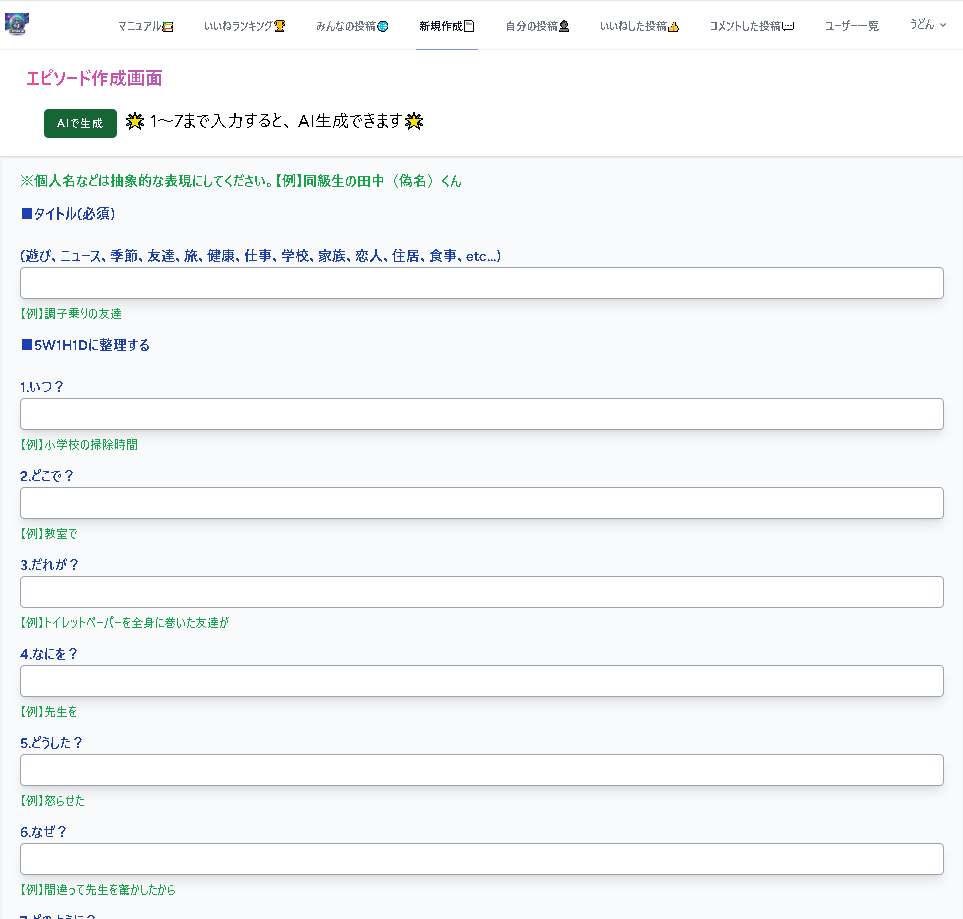 マニュアル📚 いいねランキング🏆 みんなの投稿🌐 新規作成📄 自分の投稿👤 いいねした投稿👍 コメントした投稿💬 ユーザー一覧 うどん
エピソード作成画面
AIで生成 🌟 1～7まで入力すると、AI生成できます🌟
※個人名などは抽象的な表現にしてください。【例】同級生の田中（偽名）くん
■タイトル(必須)
(遊び、ニュース、季節、友達、旅、健康、仕事、学校、家族、恋人、住居、食事、etc...)
【例】調子乗りの友達
■5W1H1Dに整理する
1.いつ？
【例】小学校の掃除時間
2.どこで？
【例】教室で
3.だれが？
【例】トイレットペーパーを全身に巻いた友達が
4.なにを？
【例】先生を
5.どうした？
【例】怒らせた
6.なぜ？
【例】間違って先生を驚かしたから
7.どのように？